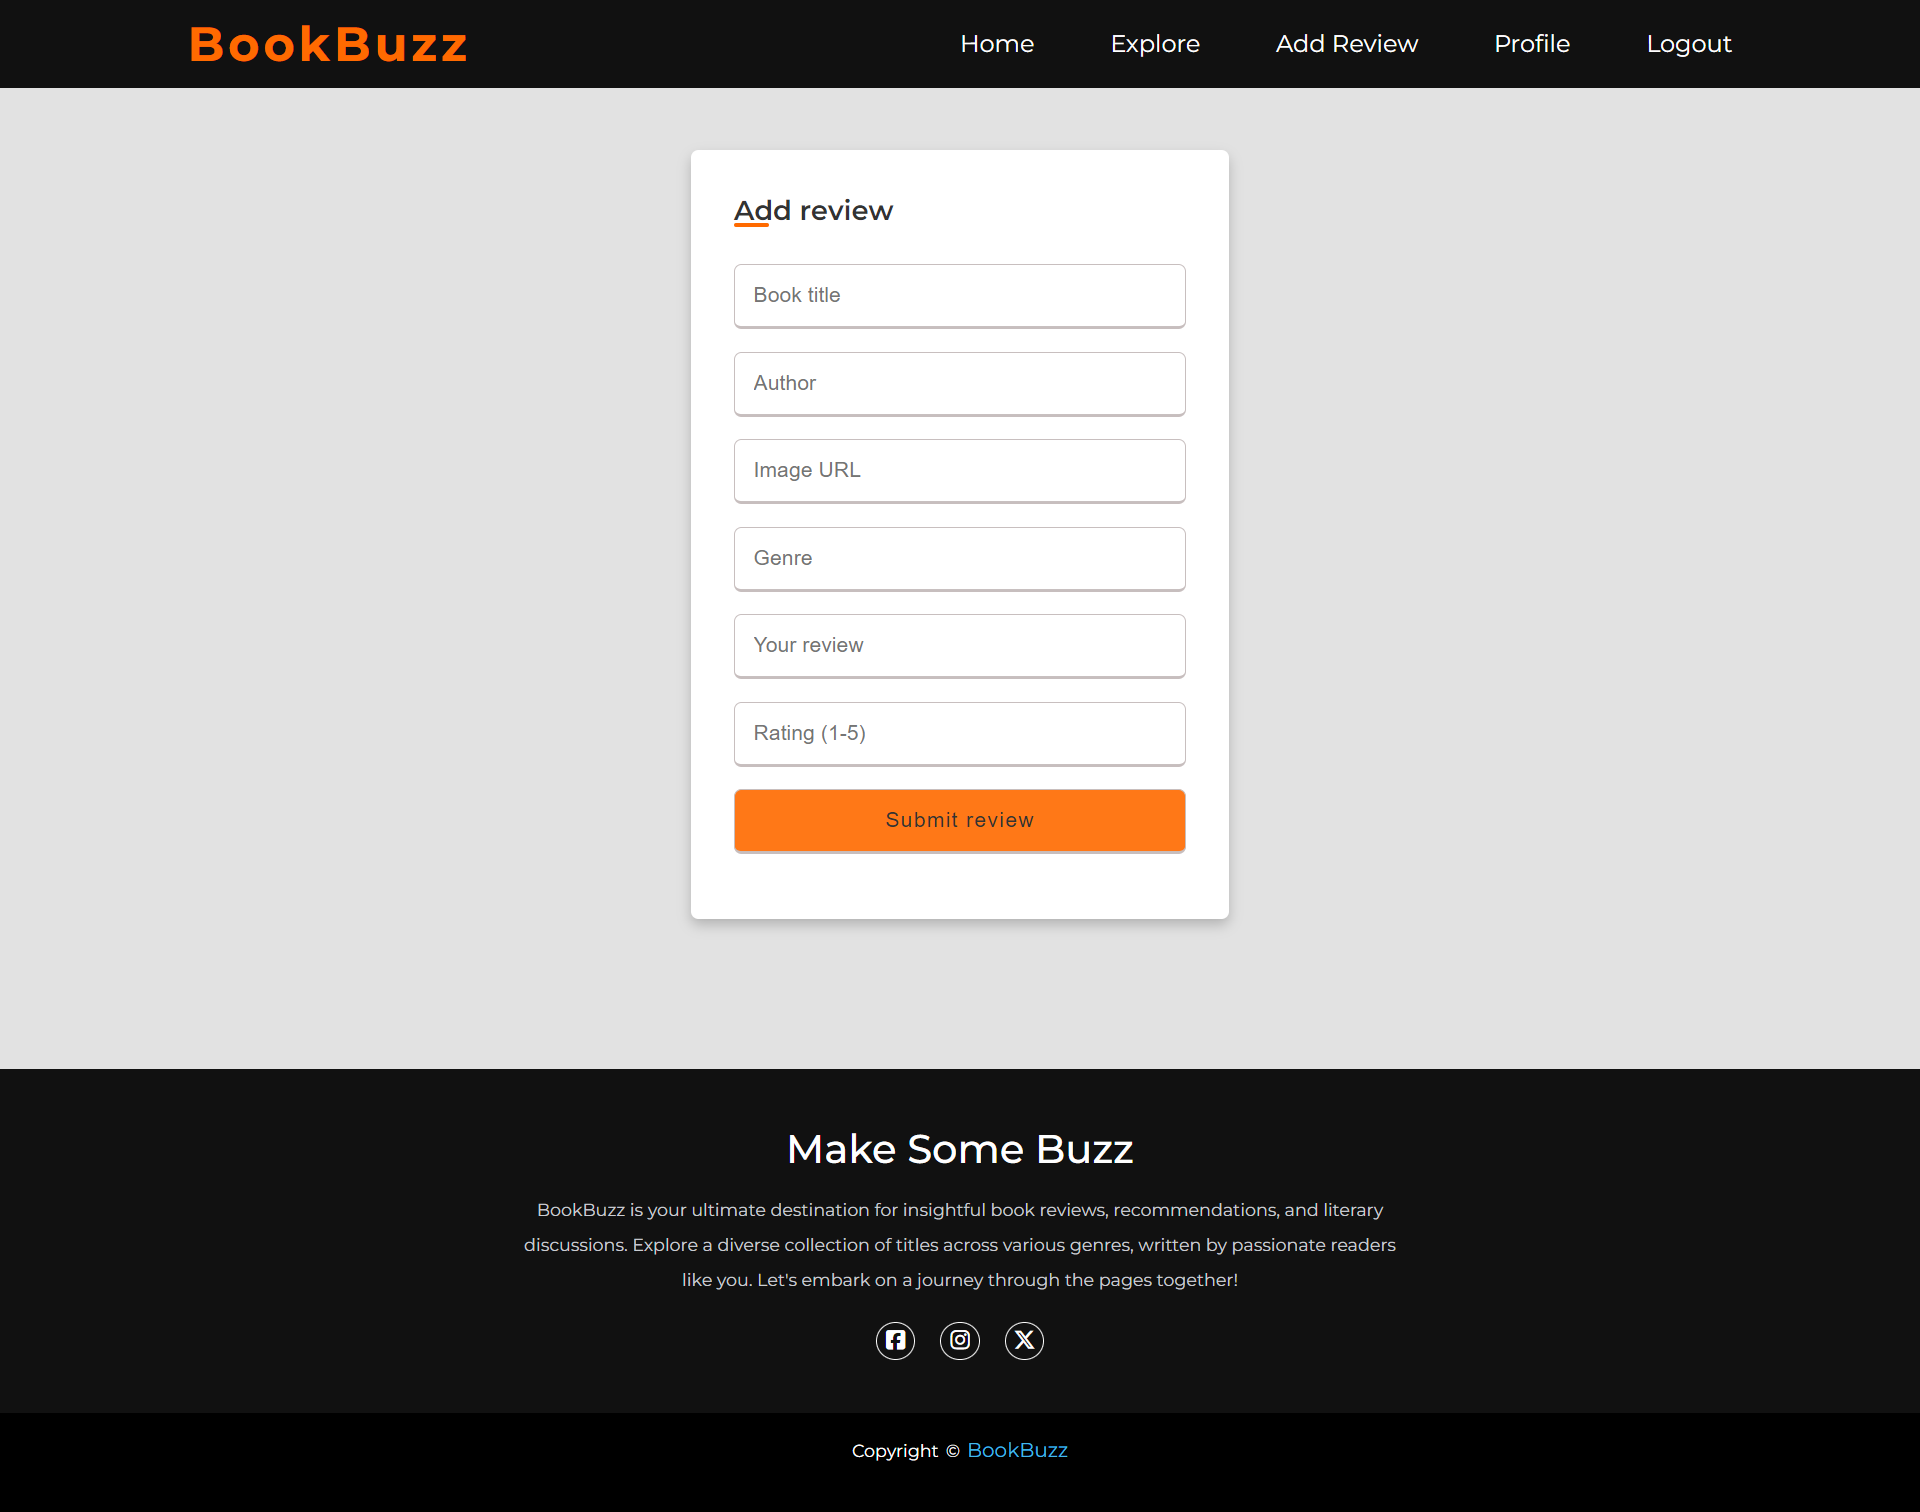 BookBuzz
Home
Explore
Add Review
Profile
Logout
Add review
Book title
Author
Image URL
Genre
Your review
Rating (1-5)
Submit review
Make Some Buzz
BookBuzz is your ultimate destination for insightful book reviews, recommendations, and literary
discussions. Explore a diverse collection of titles across various genres, written by passionate readers
like you. Let's embark on a journey through the pages together!
Copyright © BookBuzz